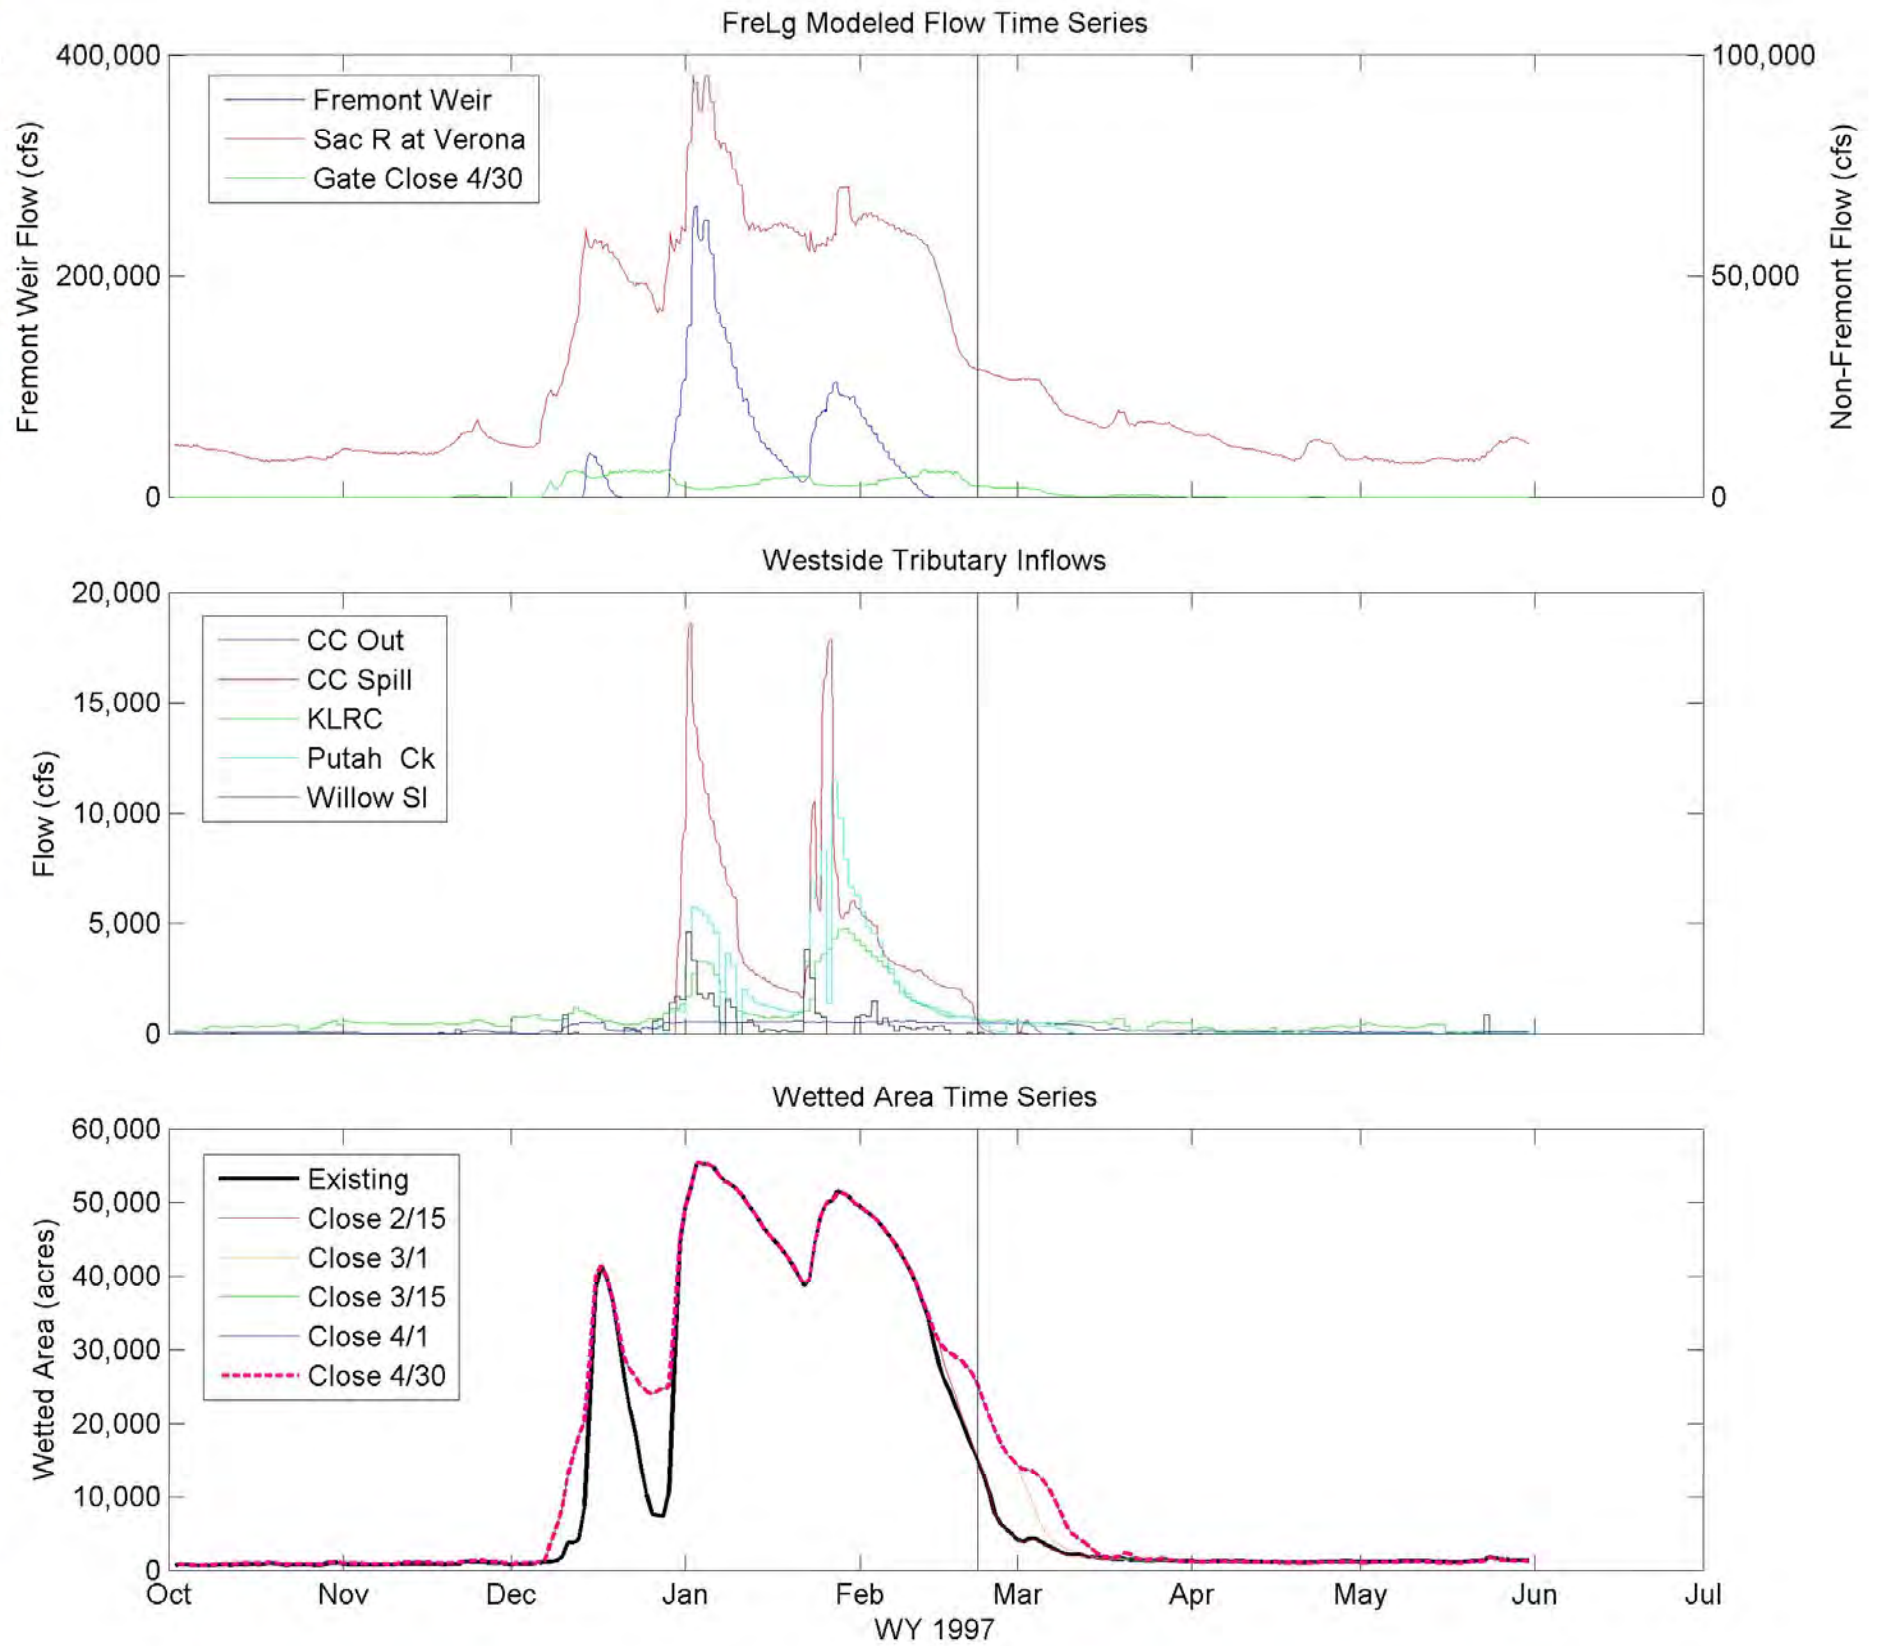 FreLg Modeled Flow Time Series
400,000
200,000
0
100,000
50,000
0
Fremont Weir Flow (cfs)
Non-Fremont Flow (cfs)
Fremont Weir
Sac R at Verona
Gate Close 4/30
Westside Tributary Inflows
20,000
15,000
10,000
5,000
0
Flow (cfs)
CC Out
CC Spill
KLRC
Putah Ck
Willow Sl
Wetted Area Time Series
60,000
50,000
40,000
30,000
20,000
10,000
0
Wetted Area (acres)
Existing
Close 2/15
Close 3/1
Close 3/15
Close 4/1
Close 4/30
Oct Nov Dec Jan Feb Mar Apr May Jun Jul
WY 1997